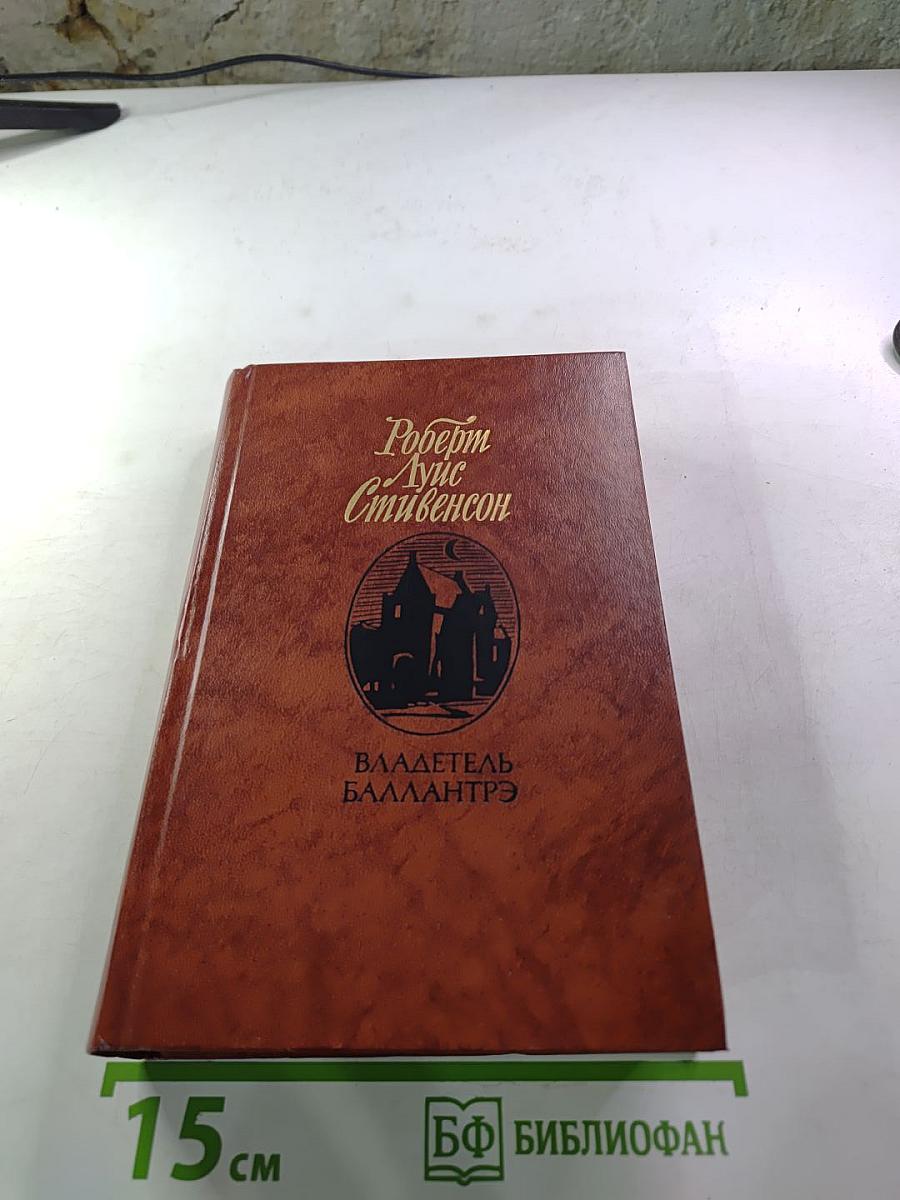 Роберт
Луис
Стивенсон
ВЛАДЕТЕЛЬ
БАЛЛАНТРЭ
15 см
БФ БИБЛИОФАН